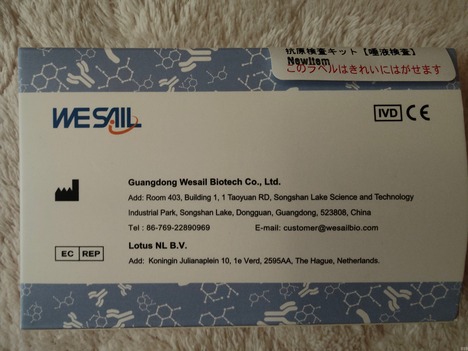 抗原検査キット【唾液検査】
NewItem
このラベルはきれいにはがせます
WESAIL
IVD CE
Guangdong Wesail Biotech Co., Ltd.
Add: Room 403, Building 1, 1 Taoyuan RD, Songshan Lake Science and Technology
Industrial Park, Songshan Lake, Dongguan, Guangdong, 523808, China
Tel : 86-769-22890969 E-mail: customer@wesailbio.com
EC REP
Lotus NL B.V.
Add: Koningin Julianaplein 10, 1e Verd, 2595AA, The Hague, Netherlands.